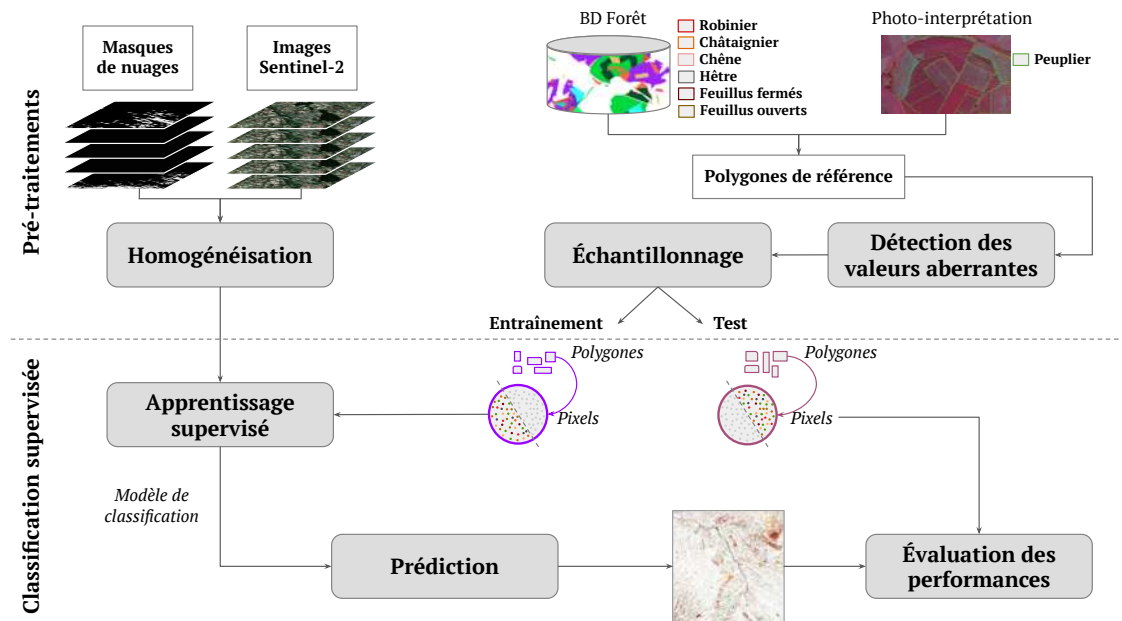 BD Forêt
Photo-interprétation
Masques
de nuages
Images
Sentinel-2
Robinier
Châtaignier
Chêne
Hêtre
Feuillus fermés
Feuillus ouverts
Peuplier
Pré-traitements
Polygones de référence
Homogénéisation
Échantillonnage
Détection des
valeurs aberrantes
Entraînement
Test
Classification supervisée
Polygones
Pixels
Polygones
Pixels
Apprentissage
supervisé
Modèle de
classification
Prédiction
Évaluation des
performances